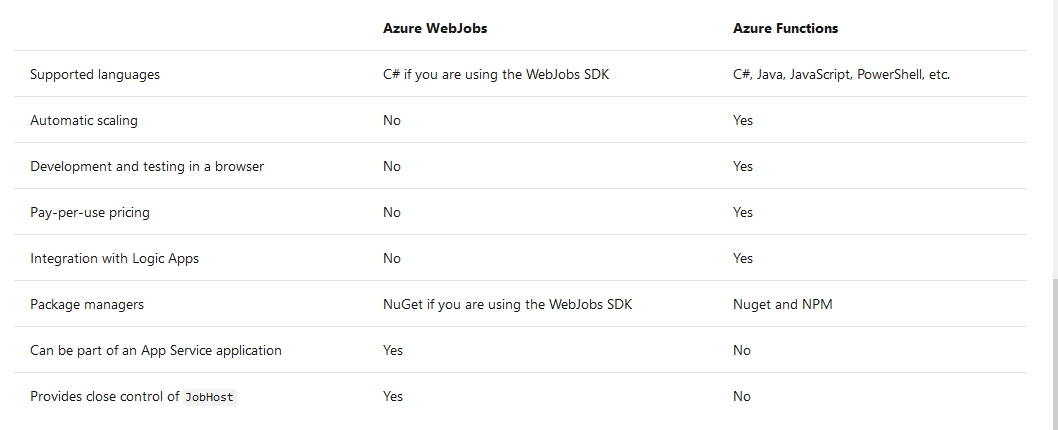 Azure WebJobs Azure Functions
Supported languages C# if you are using the WebJobs SDK C#, Java, JavaScript, PowerShell, etc.
Automatic scaling No Yes
Development and testing in a browser No Yes
Pay-per-use pricing No Yes
Integration with Logic Apps No Yes
Package managers NuGet if you are using the WebJobs SDK Nuget and NPM
Can be part of an App Service application Yes No
Provides close control of JobHost Yes No